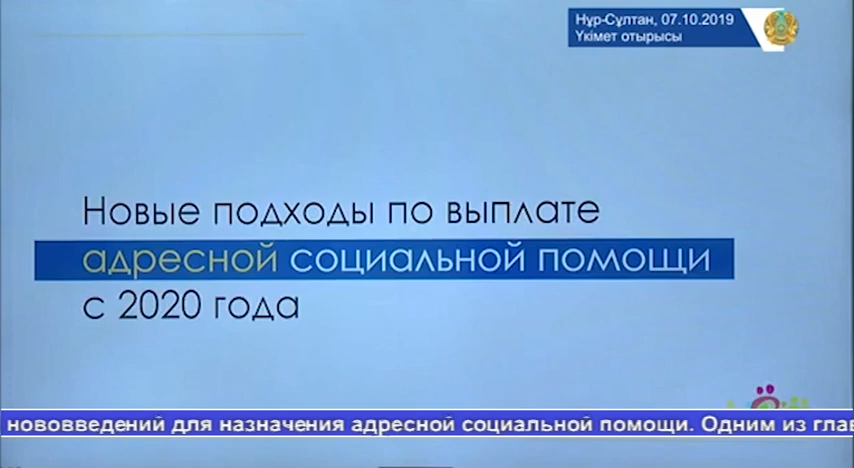 Нұр-Сұлтан, 07.10.2019
Үкімет отырысы
Новые подходы по выплате
адресной социальной помощи
с 2020 года
нововведений для назначения адресной социальной помощи. Одним из глав